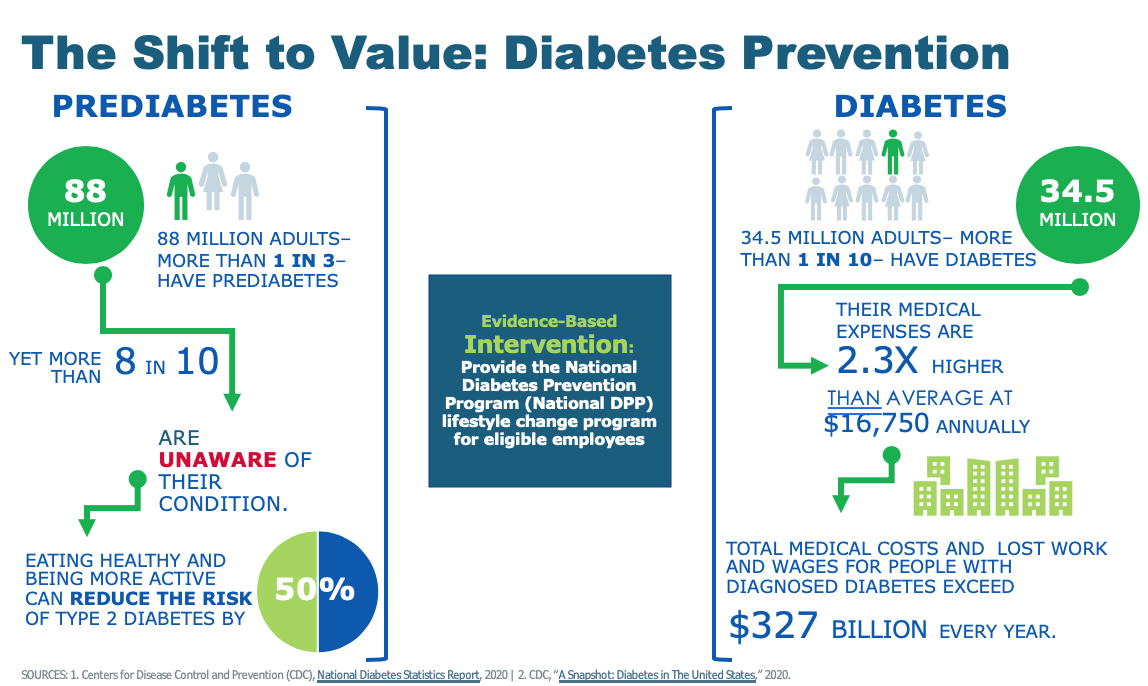 The Shift to Value: Diabetes Prevention
PREDIABETES
88
MILLION
88 MILLION ADULTS–
MORE THAN 1 IN 3–
HAVE PREDIABETES
YET MORE
THAN
8 IN 10
ARE
UNAWARE OF
THEIR
CONDITION.
EATING HEALTHY AND
BEING MORE ACTIVE
CAN REDUCE THE RISK
OF TYPE 2 DIABETES BY
50%
Evidence-Based
Intervention:
Provide the National
Diabetes Prevention
Program (National DPP)
lifestyle change program
for eligible employees
DIABETES
34.5
MILLION
34.5 MILLION ADULTS– MORE
THAN 1 IN 10– HAVE DIABETES
THEIR MEDICAL
EXPENSES ARE
2.3X HIGHER
THAN AVERAGE AT
$16,750 ANNUALLY
TOTAL MEDICAL COSTS AND LOST WORK
AND WAGES FOR PEOPLE WITH
DIAGNOSED DIABETES EXCEED
$327 BILLION EVERY YEAR.
SOURCES: 1. Centers for Disease Control and Prevention (CDC), National Diabetes Statistics Report, 2020 | 2. CDC, “A Snapshot: Diabetes in The United States,” 2020.